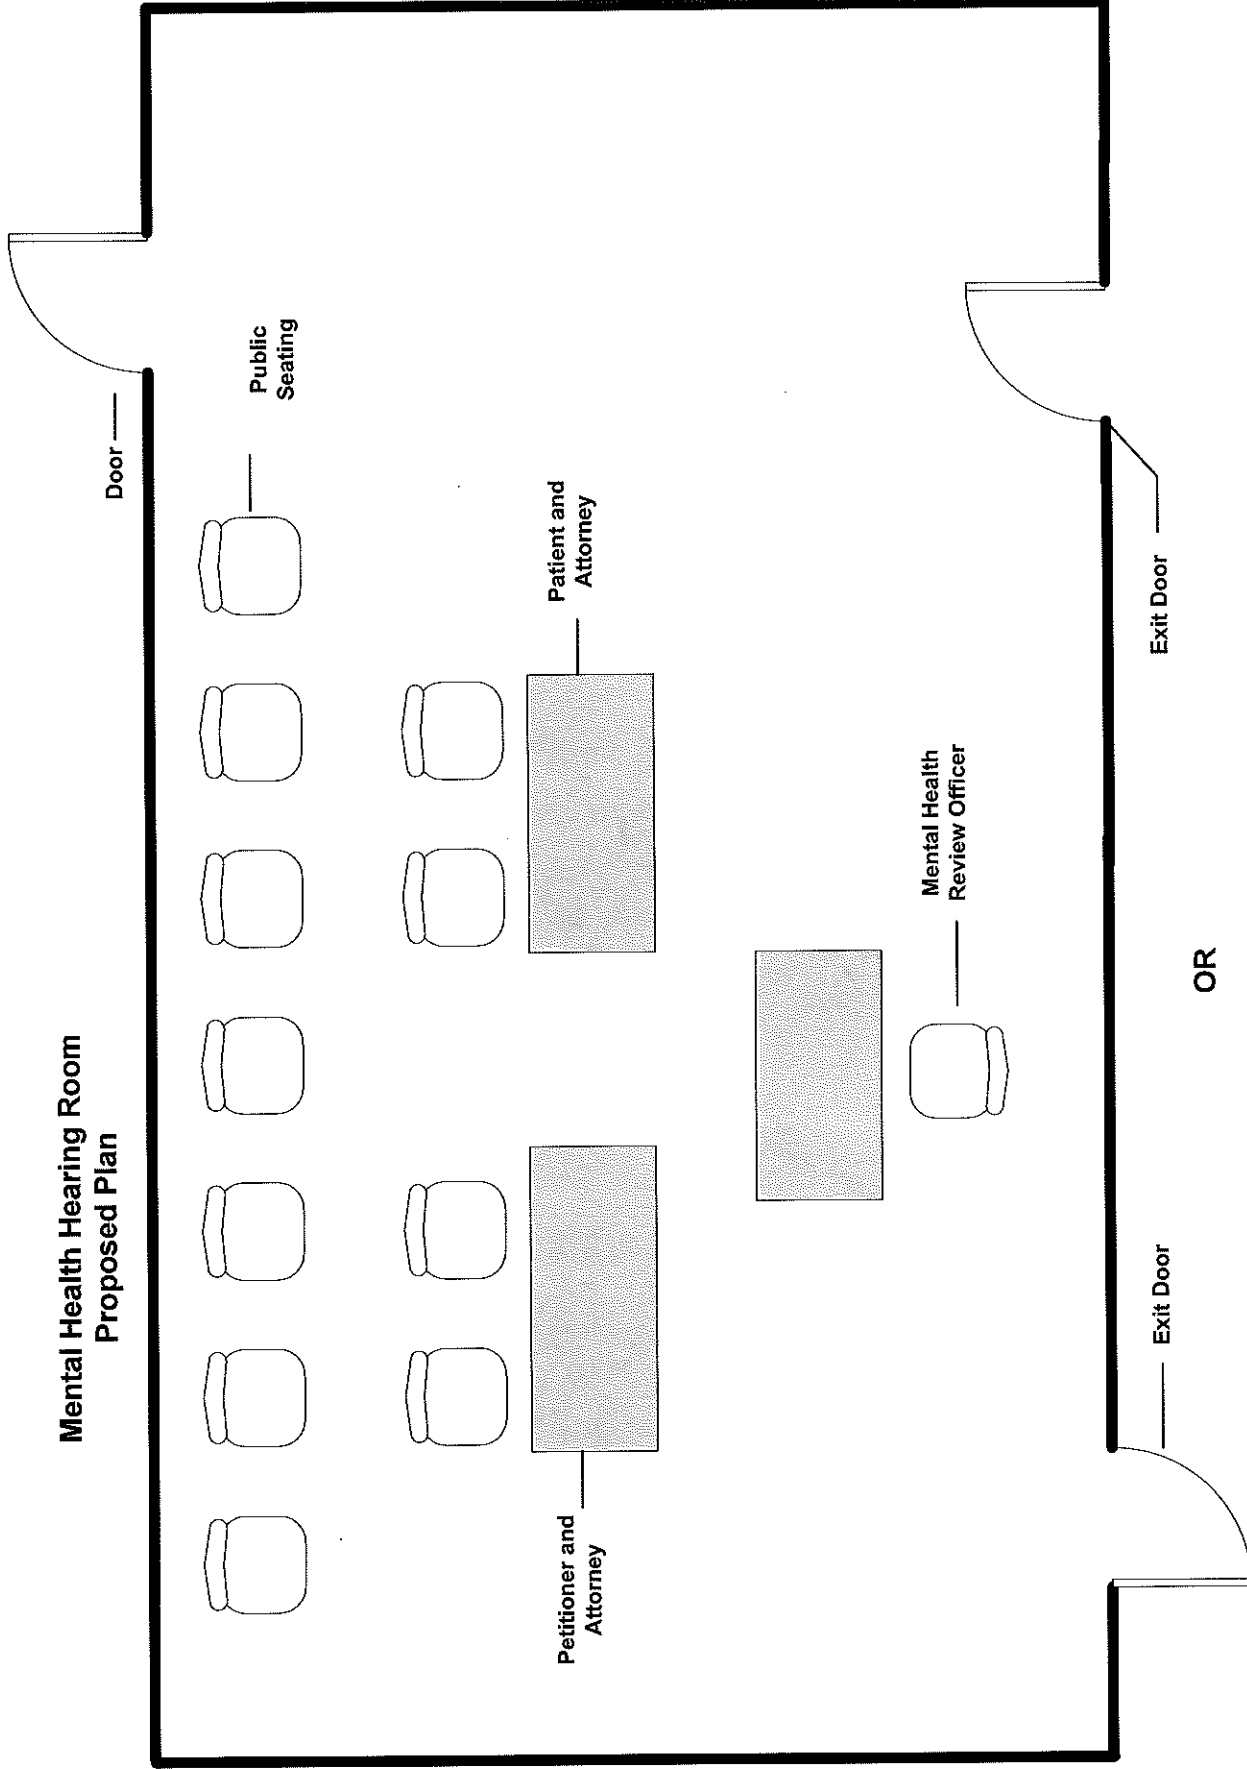 Mental Health Hearing Room
Proposed Plan
Door
Public
Seating
Patient and
Attorney
Petitioner and
Attorney
Mental Health
Review Officer
Exit Door
OR
Exit Door